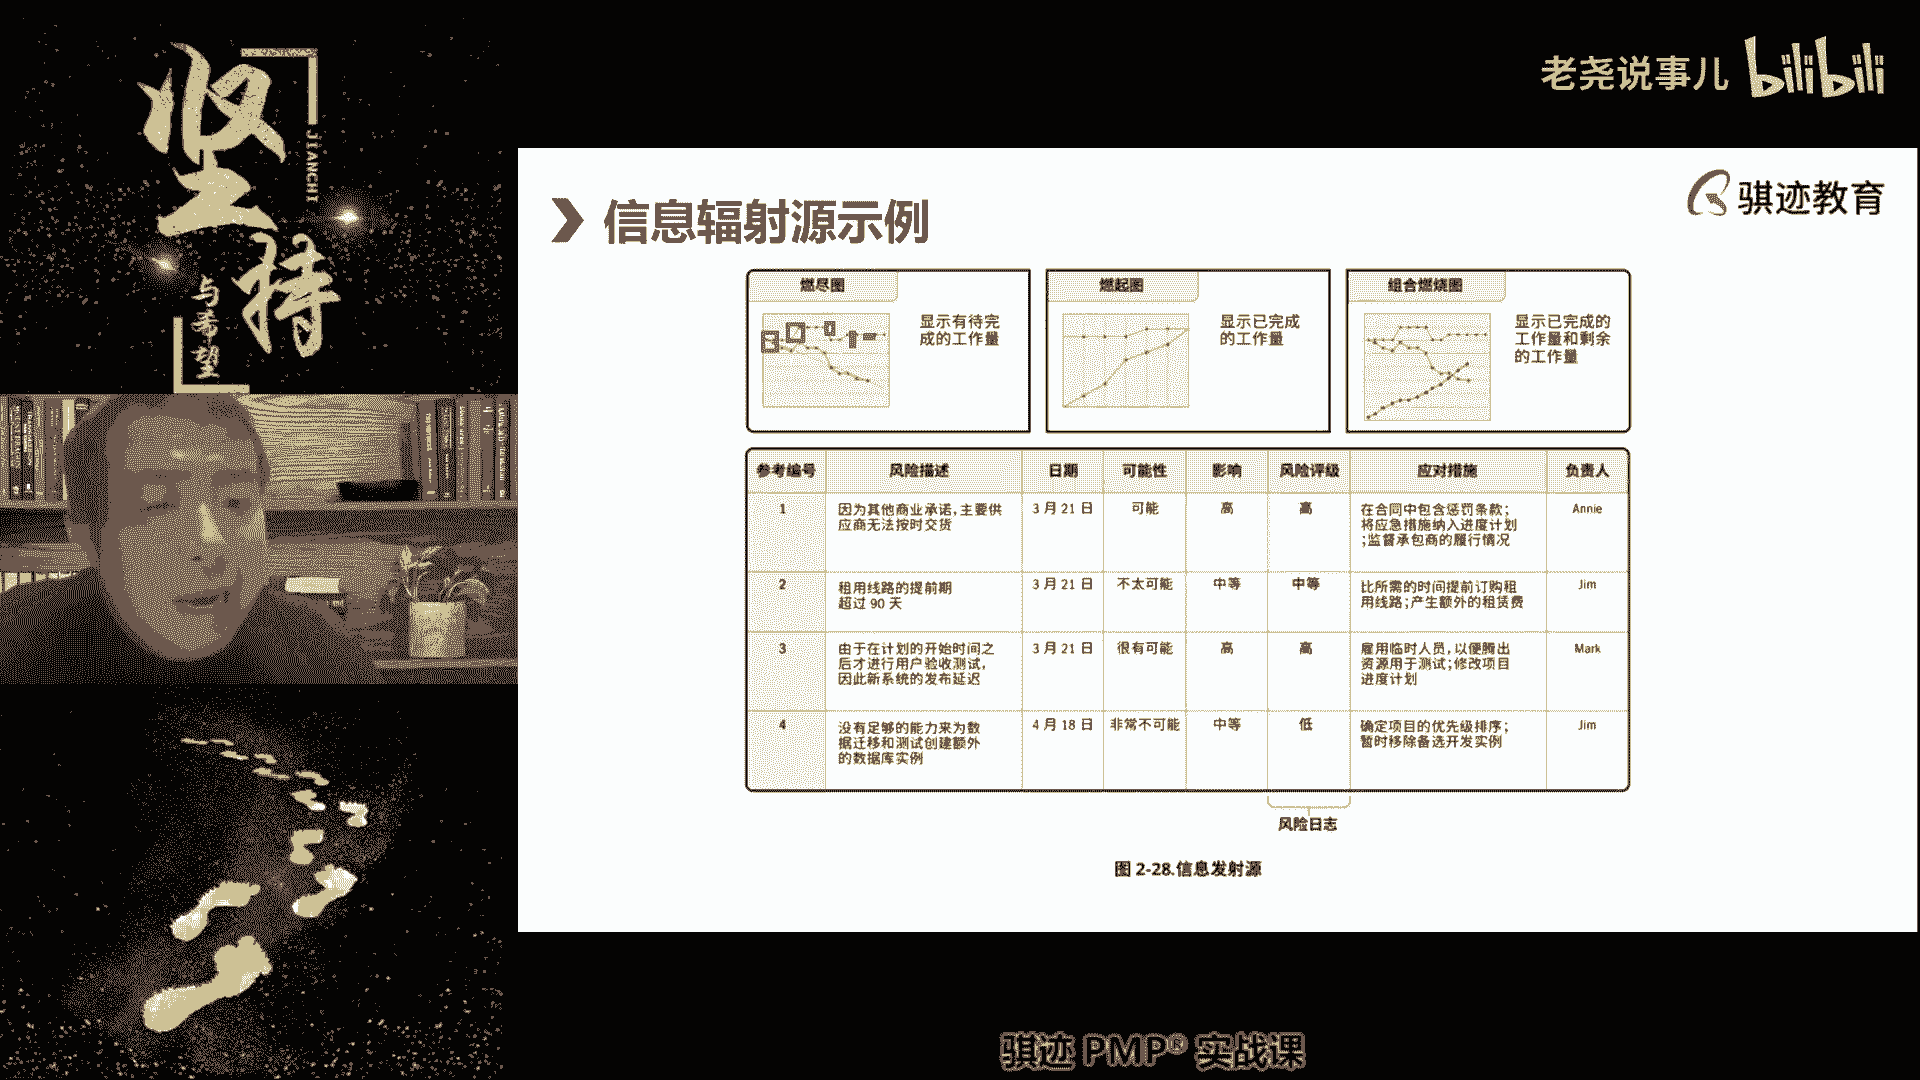 坚持
JIANCHI
与希望
老尧说事儿 bilibili
骐迹教育
信息辐射源示例
燃尽图
显示有待完
成的工作量
燃起图
显示已完成
的工作量
组合燃烧图
显示已完成的
工作量和剩余
的工作量
参考编号 风险描述 日期 可能性 影响 风险评级 应对措施 负责人
1 因为其他商业承诺,主要供 3 月 21 日 可能 高 高 在合同中包含惩罚条款; Annie
应商无法按时交货 将应急措施纳入进度计划
;监督承包商的履行情况
2 租用线路的提前期 3 月 21 日 不太可能 中等 中等 比所需的时间提前订购租 Jim
超过 90 天 用线路;产生额外的租赁费
3 由于在计划的开始时间之 3 月 21 日 很有可能 高 高 雇用临时人员,以便腾出 Mark
后才进行用户验收测试, 资源用于测试;修改项目
因此新系统的发布延迟 进度计划
4 没有足够的能力来为数 4 月 18 日 非常不可能 中等 低 确定项目的优先级排序; Jim
据迁移和测试创建额外 暂时移除备选开发实例
的数据库实例
风险日志
图 2-28.信息发射源
骐迹 PMP® 实战课